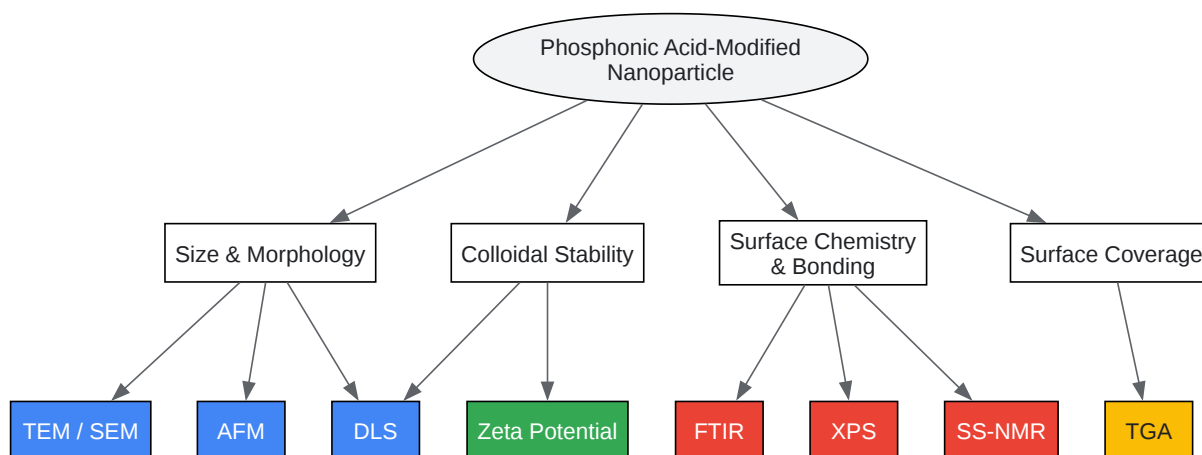 Phosphonic Acid-Modified
Nanoparticle
Size & Morphology
Colloidal Stability
Surface Chemistry
& Bonding
Surface Coverage
TEM / SEM
AFM
DLS
Zeta Potential
FTIR
XPS
SS-NMR
TGA